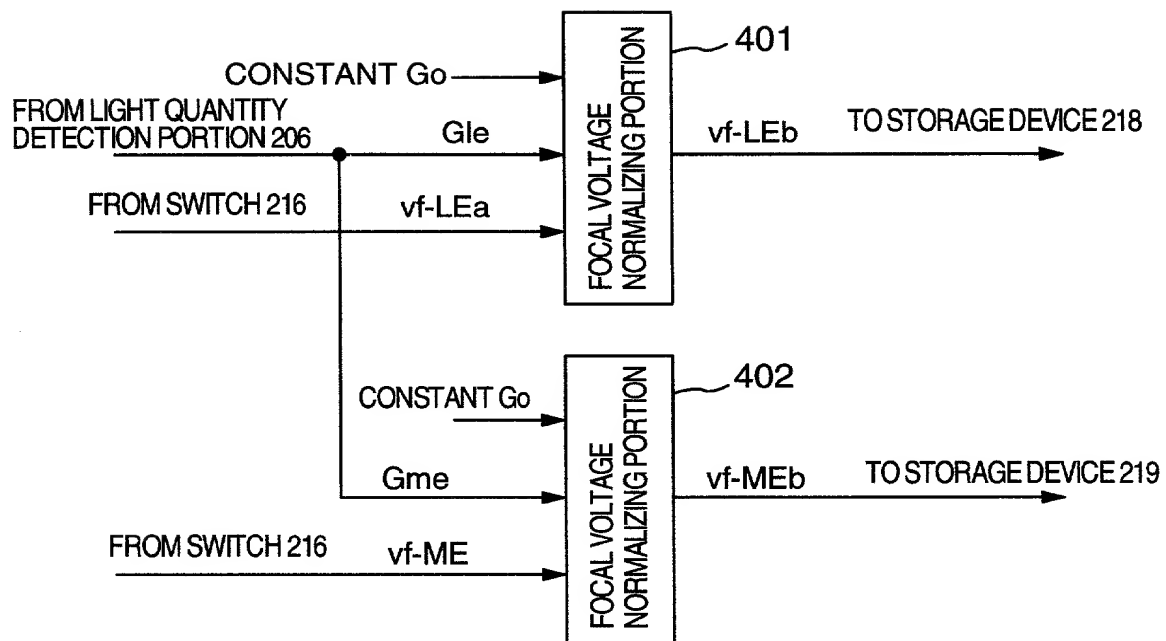 401
CONSTANT Go
FROM LIGHT QUANTITY
DETECTION PORTION 206
Gle
FROM SWITCH 216
vf-LEa
FOCAL VOLTAGE
NORMALIZING PORTION
vf-LEb
TO STORAGE DEVICE 218
402
CONSTANT Go
Gme
FROM SWITCH 216
vf-ME
FOCAL VOLTAGE
NORMALIZING PORTION
vf-MEb
TO STORAGE DEVICE 219